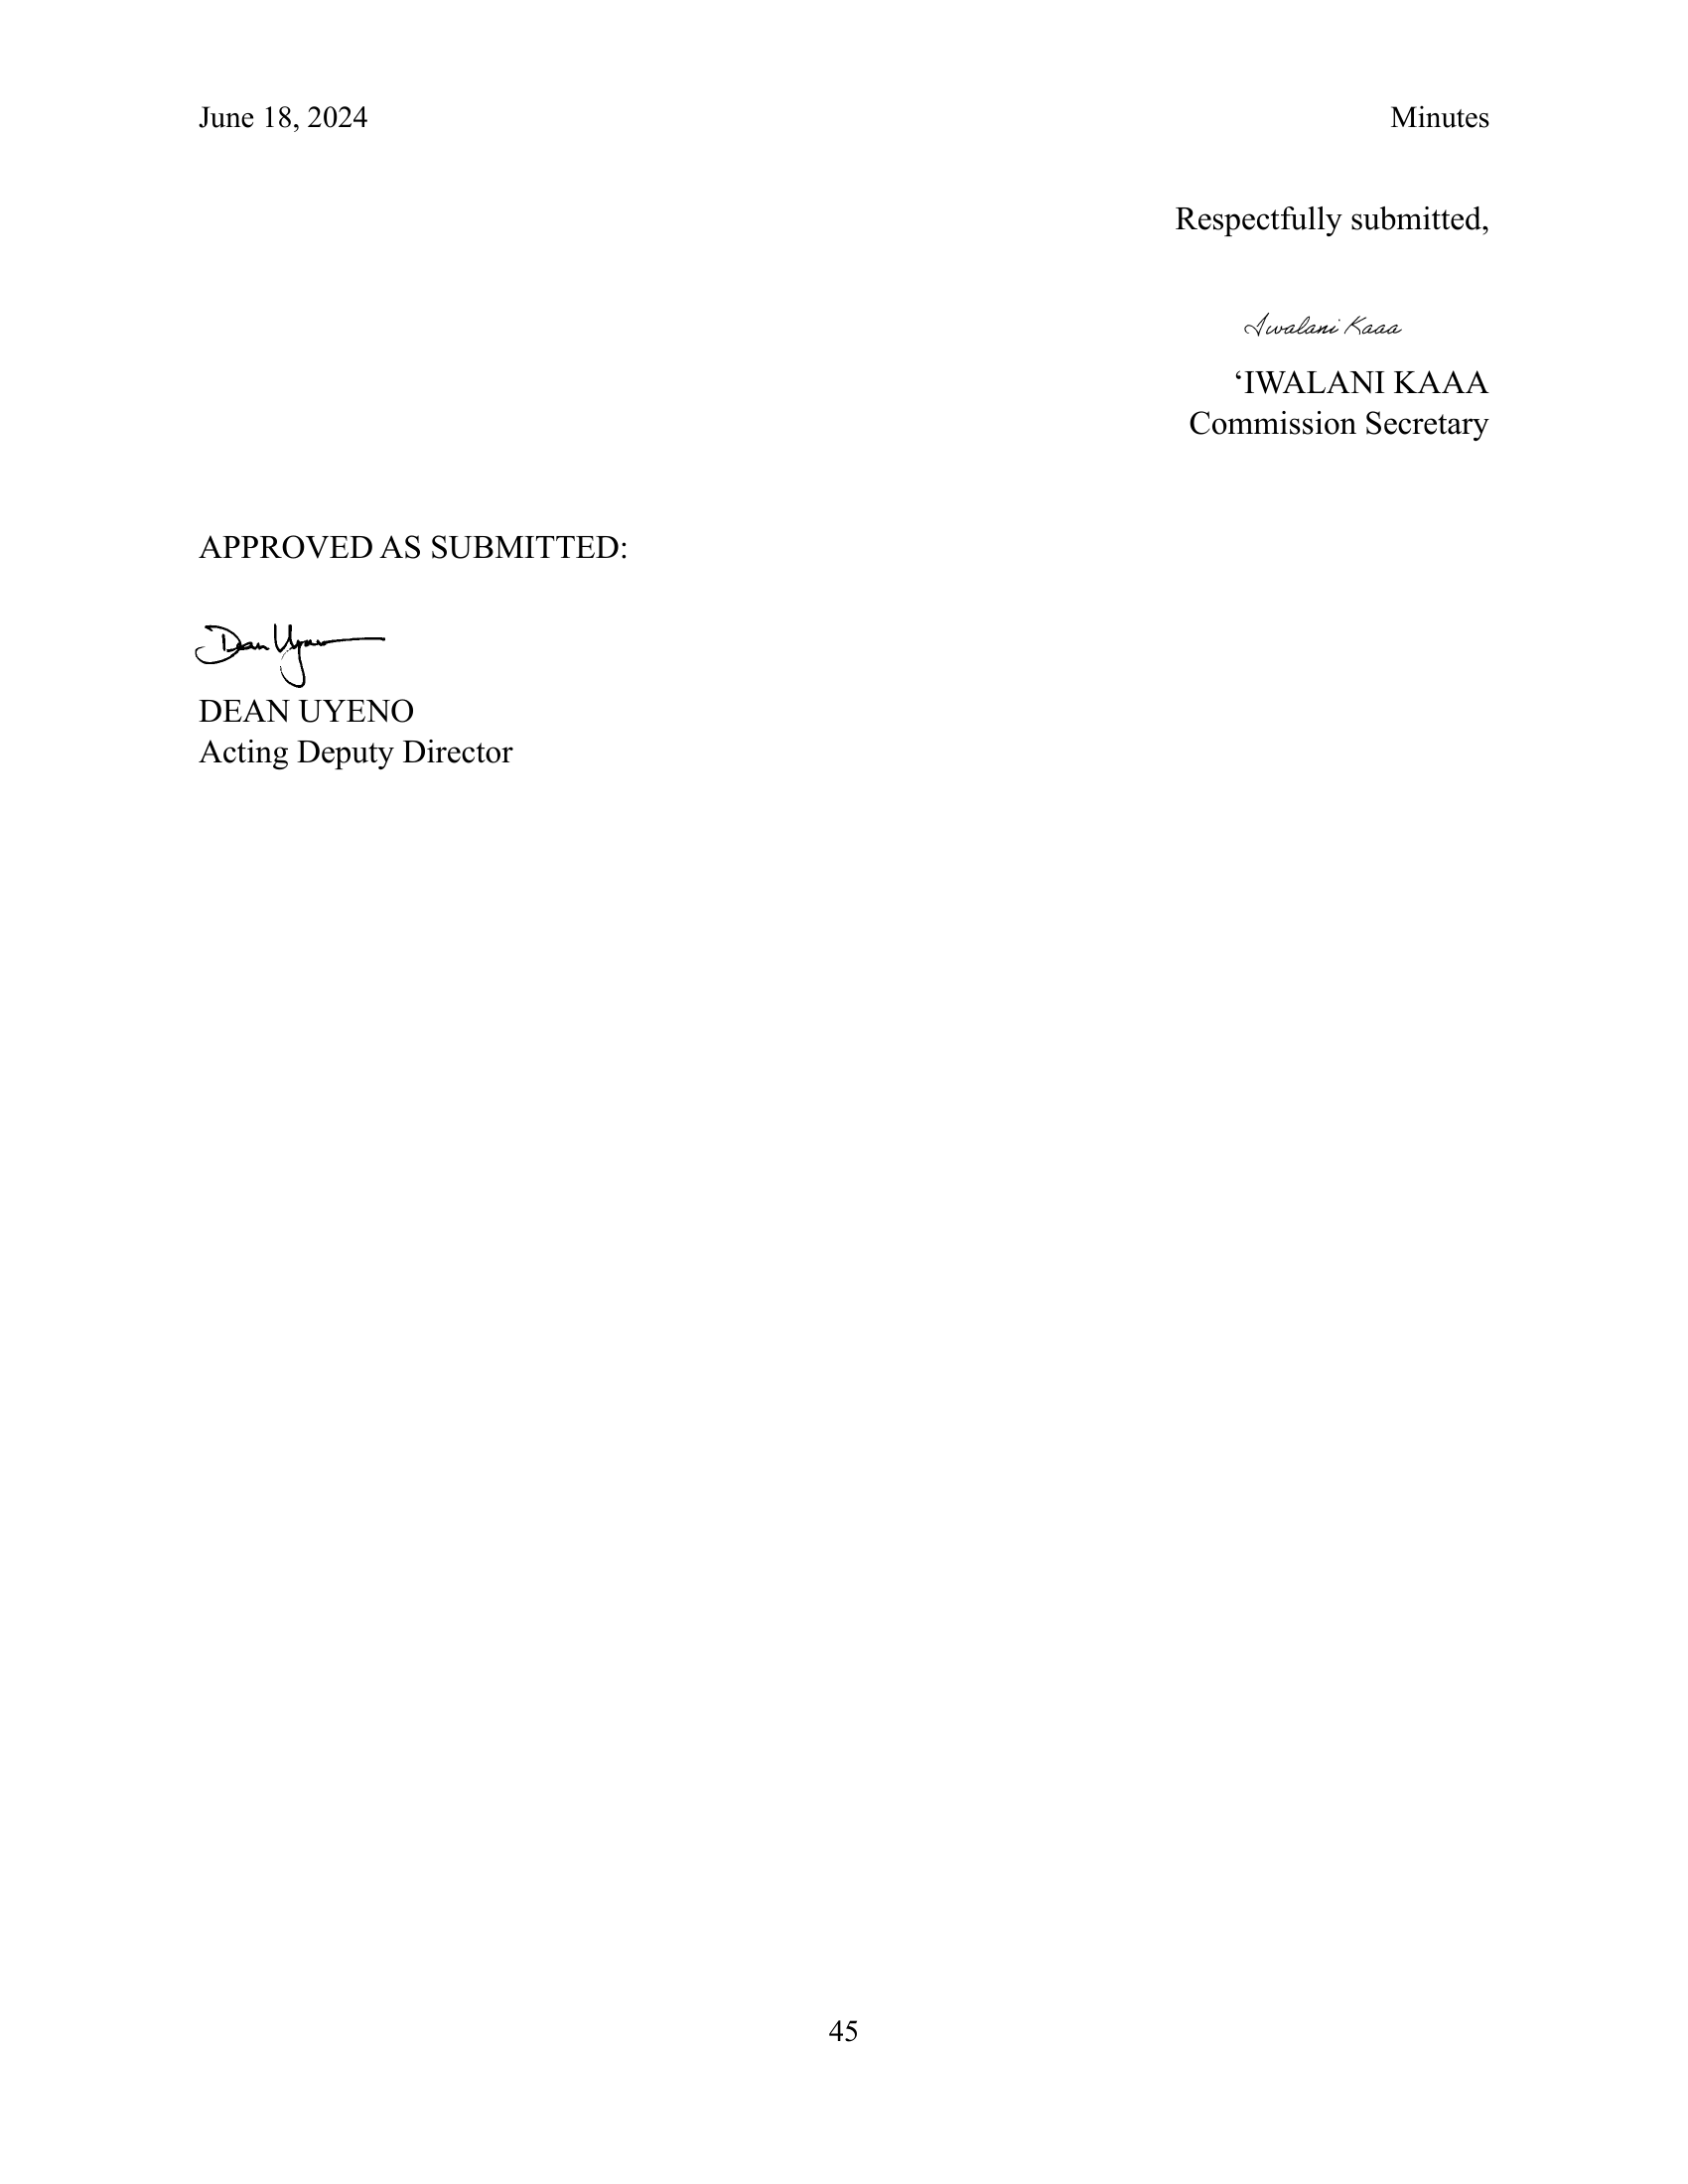 June 18, 2024 Minutes
Respectfully submitted,
Iwalani Kaaa
ʻIWALANI KAAA
Commission Secretary
APPROVED AS SUBMITTED:
Dean Uyeno
DEAN UYENO
Acting Deputy Director
45